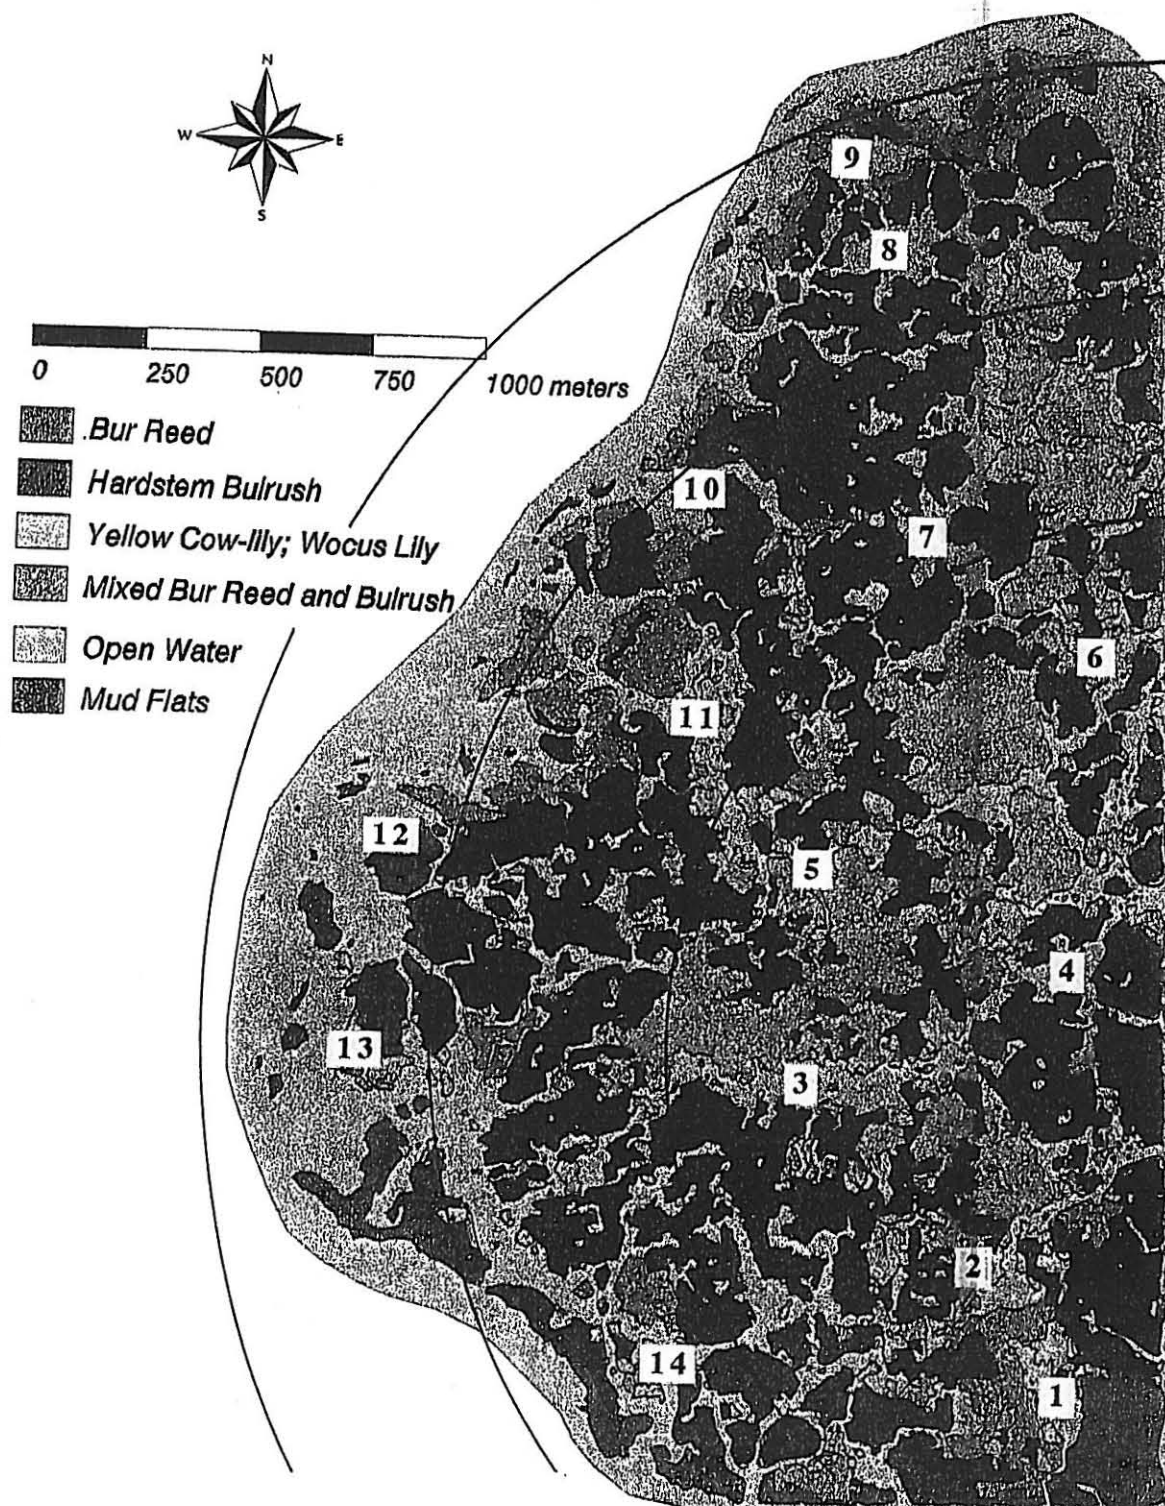 N
W E
S
0 250 500 750 1000 meters
.Bur Reed
Hardstem Bulrush
Yellow Cow-lily; Wocus Lily
Mixed Bur Reed and Bulrush
Open Water
Mud Flats
9
8
10
7
6
11
12
5
4
13
3
2
14
1